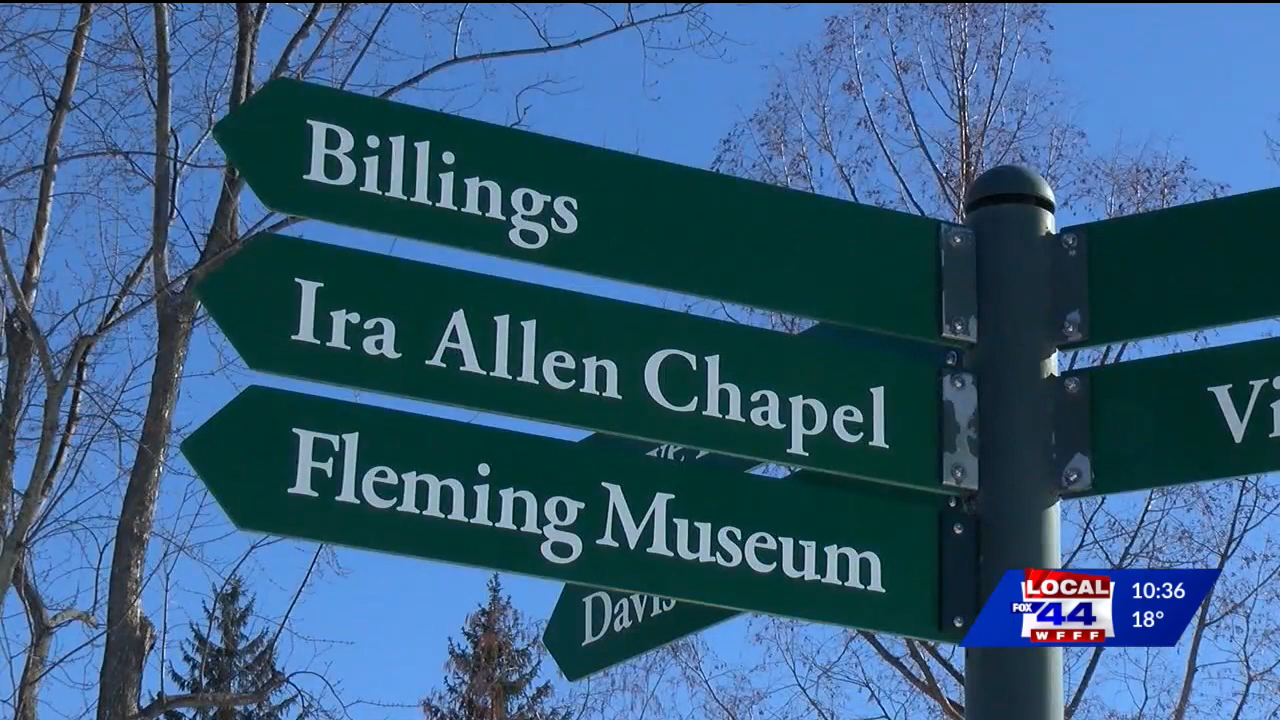 Billings
Ira Allen Chapel
Fleming Museum
Davis
LOCAL
FOX 44
WFFF
10:36
18°